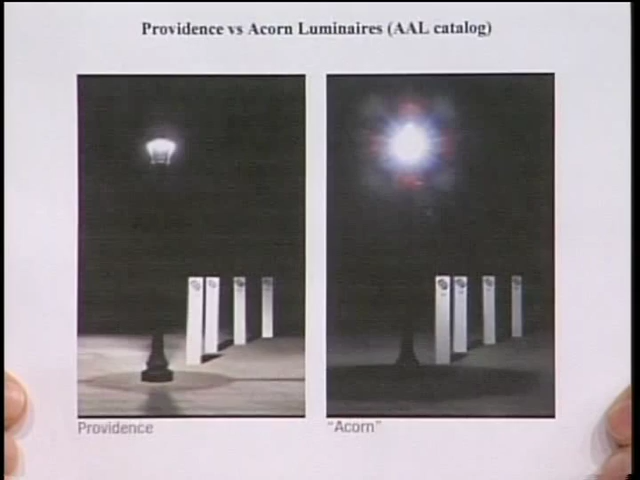 Providence vs Acorn Luminaires (AAL catalog)
Providence
"Acorn"